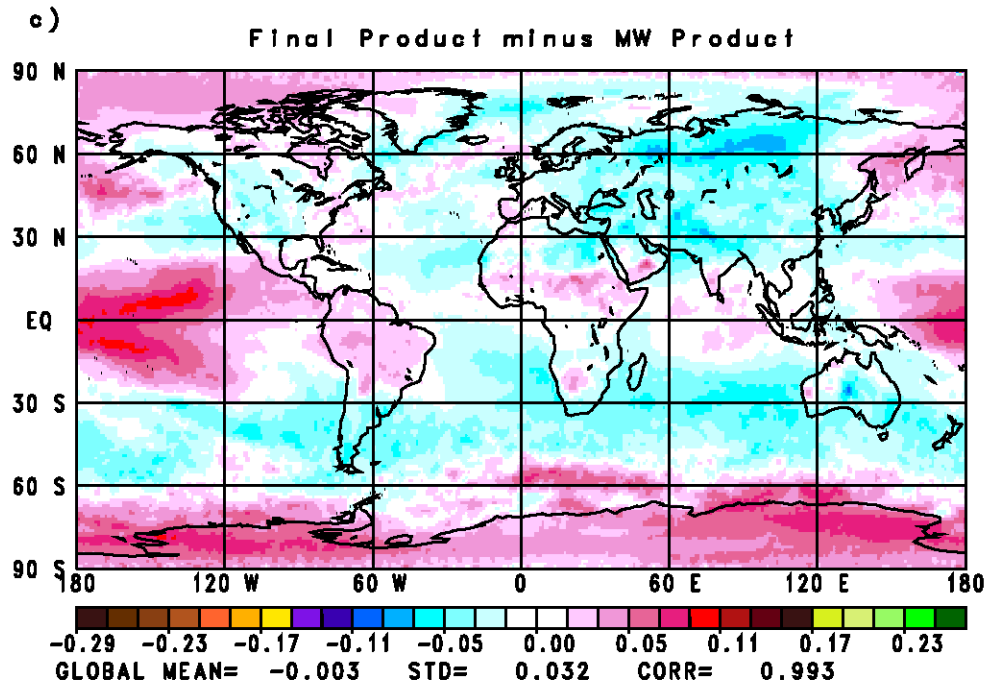 c)
Final Product minus MW Product
90 N
60 N
30 N
EQ
30 S
60 S
90 S
180 120 W 60 W 0 60 E 120 E 180
-0.29 -0.23 -0.17 -0.11 -0.05 0.00 0.05 0.11 0.17 0.23
GLOBAL MEAN= -0.003 STD= 0.032 CORR= 0.993